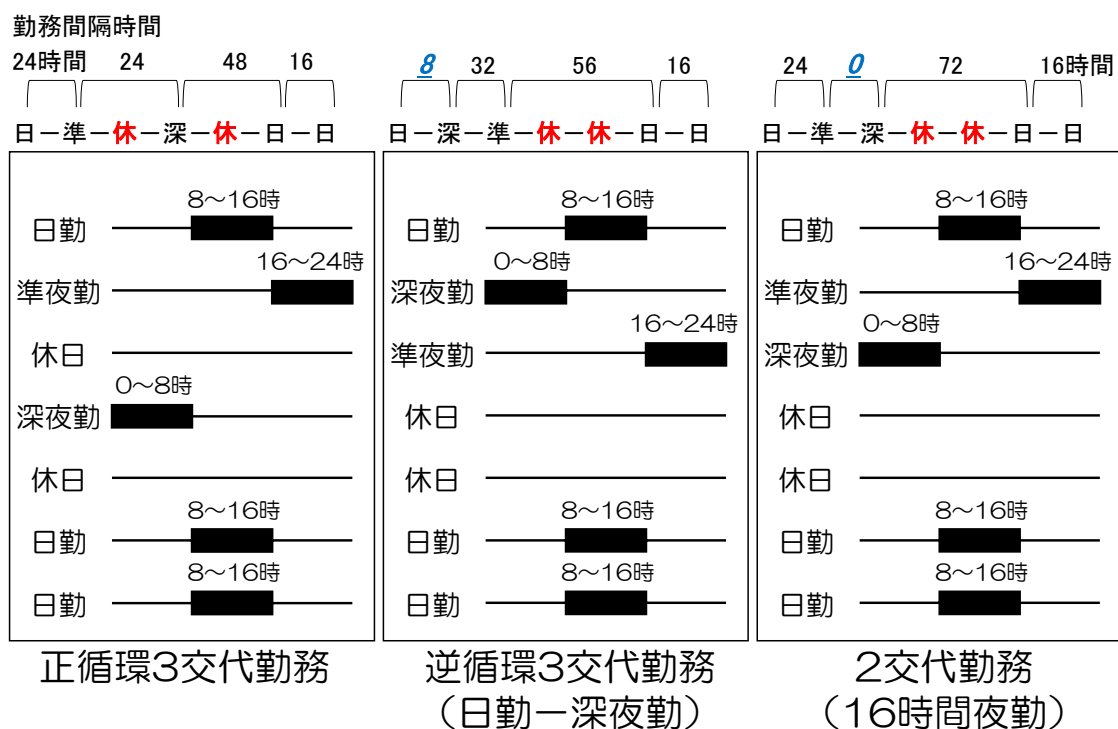 勤務間隔時間
24時間 24 48 16
日－準－休－深－休－日－日
日勤 8～16時
準夜勤 16～24時
休日
深夜勤 0～8時
休日
日勤 8～16時
日勤 8～16時
正循環3交代勤務
8 32 56 16
日－深－準－休－休－日－日
日勤 8～16時
深夜勤 0～8時
準夜勤 16～24時
休日
休日
日勤 8～16時
日勤 8～16時
逆循環3交代勤務
（日勤－深夜勤）
24 0 72 16時間
日－準－深－休－休－日－日
日勤 8～16時
準夜勤 16～24時
深夜勤 0～8時
休日
休日
日勤 8～16時
日勤 8～16時
2交代勤務
（16時間夜勤）